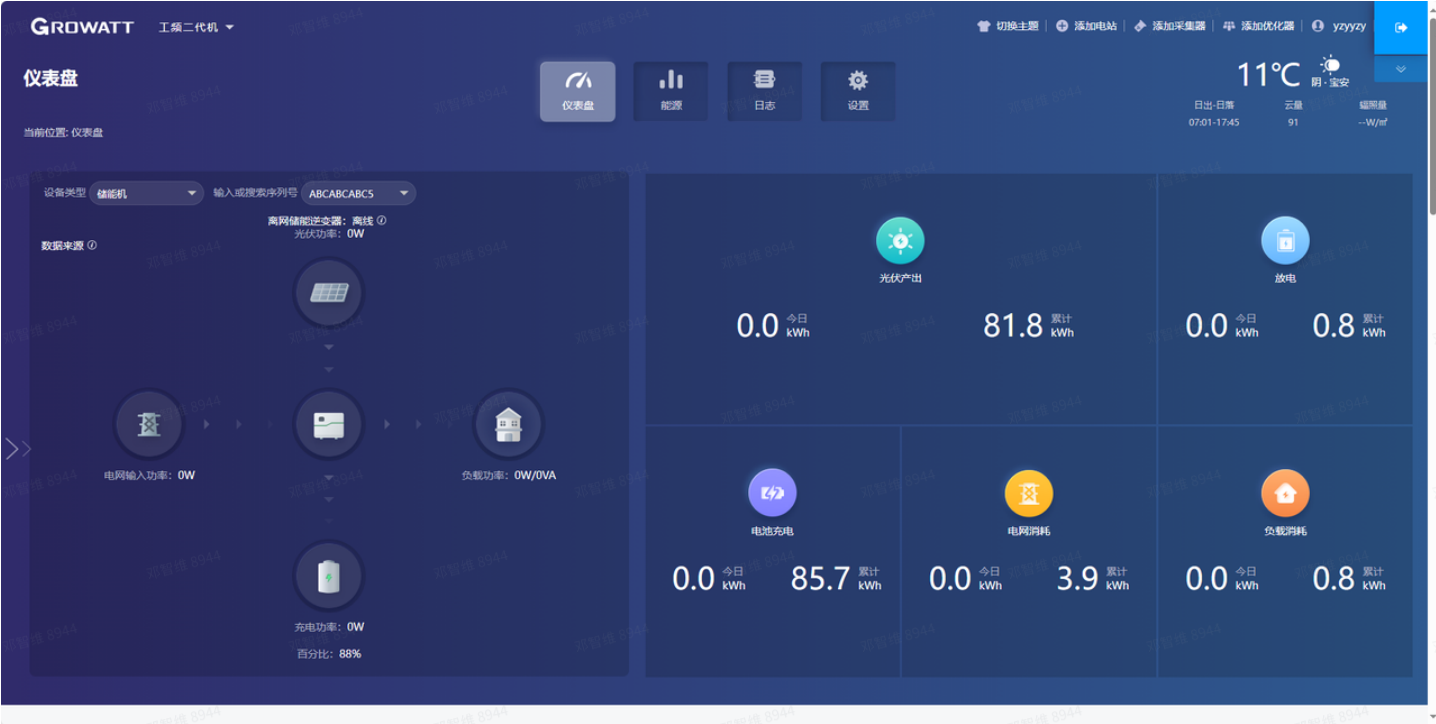 GROWATT 工频二代机
切换主题 添加电站 添加采集器 添加优化器 yzyyzy
仪表盘
仪表盘 能源 日志 设置
11℃ 阴 - 宝安
日出-日落 云量 辐照量
07:01-17:45 91 --W/㎡
当前位置: 仪表盘
设备类型 储能机 输入或搜索序列号 ABCABCABC5
离网储能逆变器：离线
光伏功率：0W
数据来源
电网输入功率：0W
负载功率：0W/0VA
充电功率：0W
百分比：88%
光伏产出
0.0 今日 kWh 81.8 累计 kWh
放电
0.0 今日 kWh 0.8 累计 kWh
电池充电
0.0 今日 kWh 85.7 累计 kWh
电网消耗
0.0 今日 kWh 3.9 累计 kWh
负载消耗
0.0 今日 kWh 0.8 累计 kWh
邓智维 8944